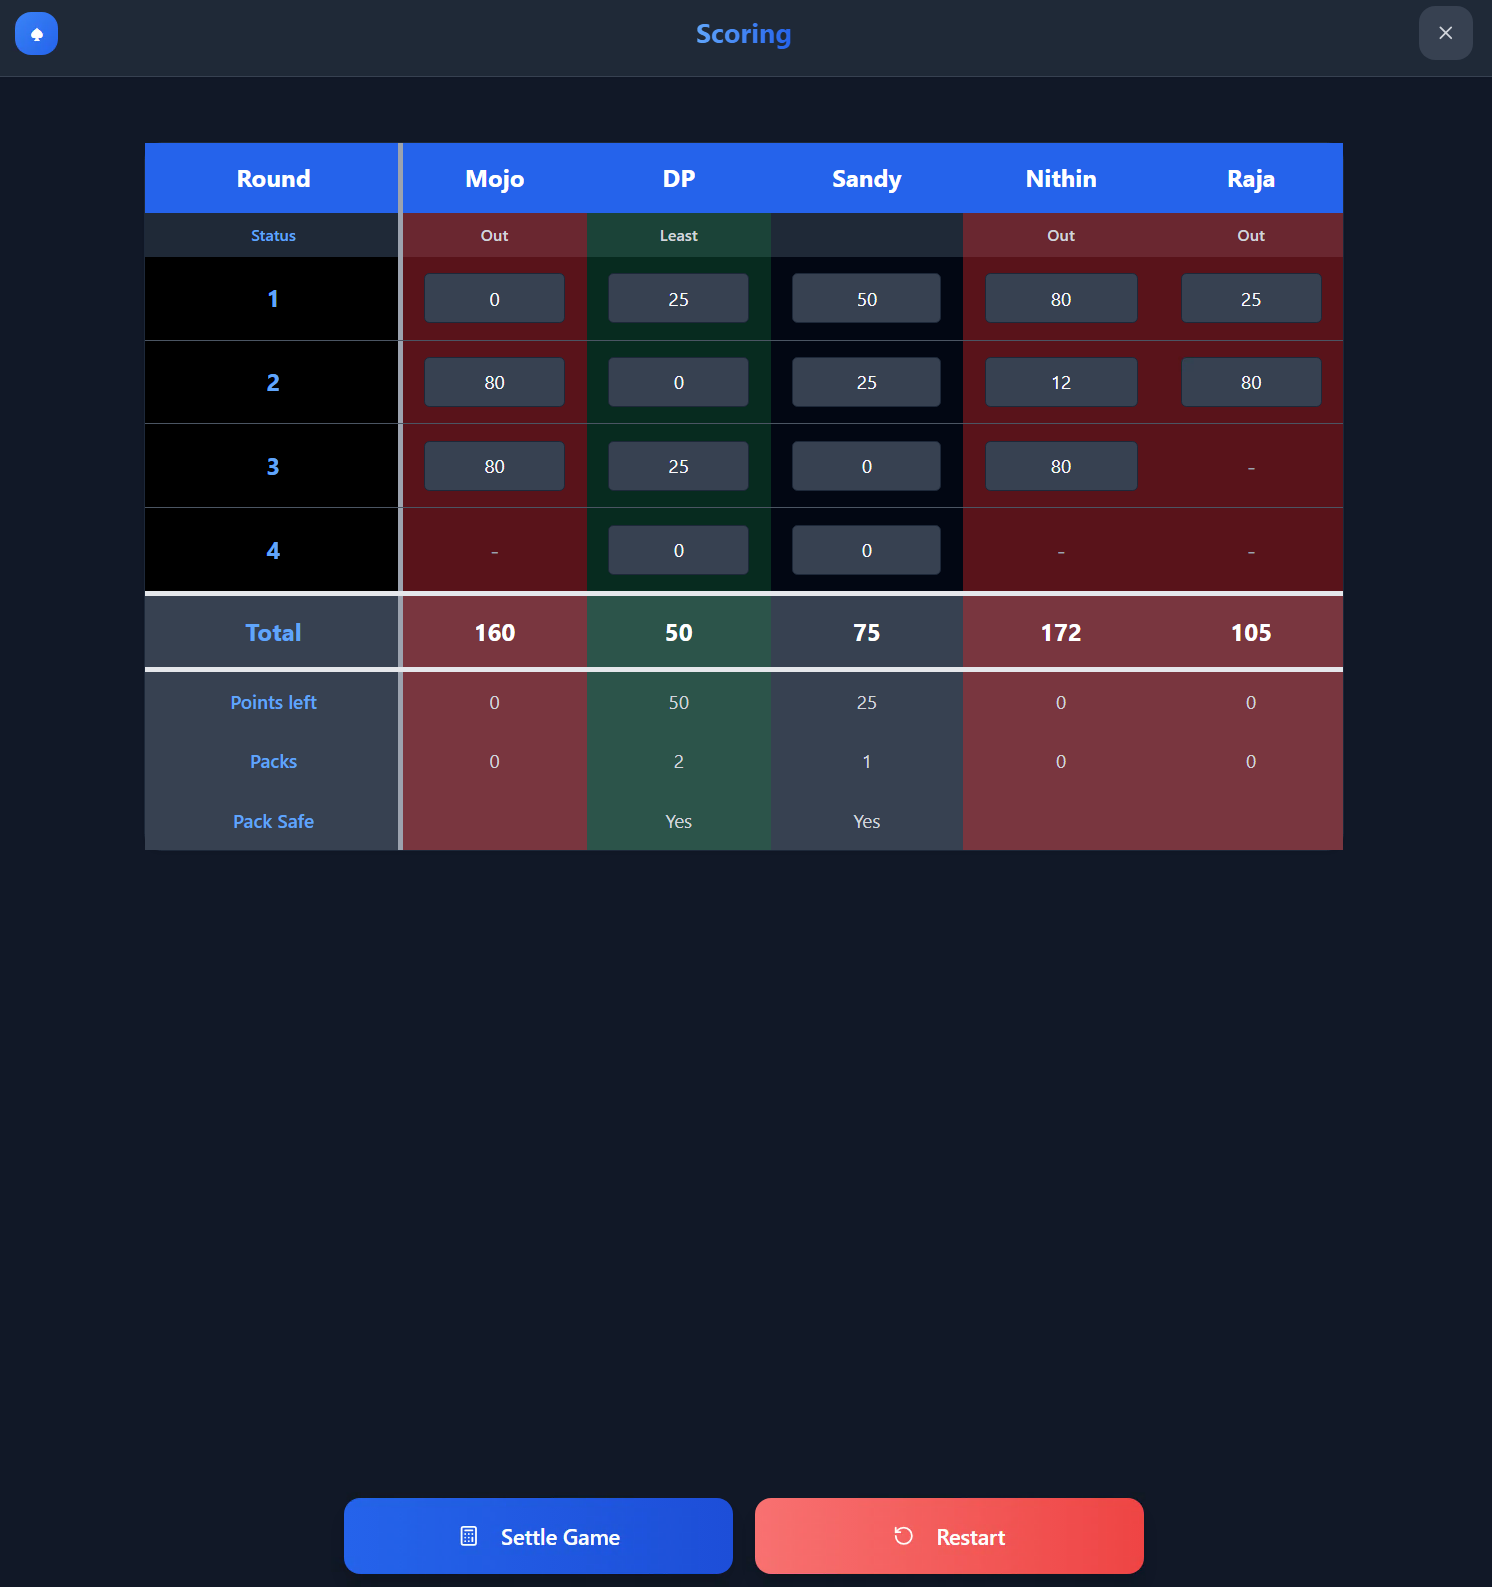 Scoring
Round Mojo DP Sandy Nithin Raja
Status Out Least Out Out
1 0 25 50 80 25
2 80 0 25 12 80
3 80 25 0 80 -
4 - 0 0 - -
Total 160 50 75 172 105
Points left 0 50 25 0 0
Packs 0 2 1 0 0
Pack Safe Yes Yes
Settle Game Restart